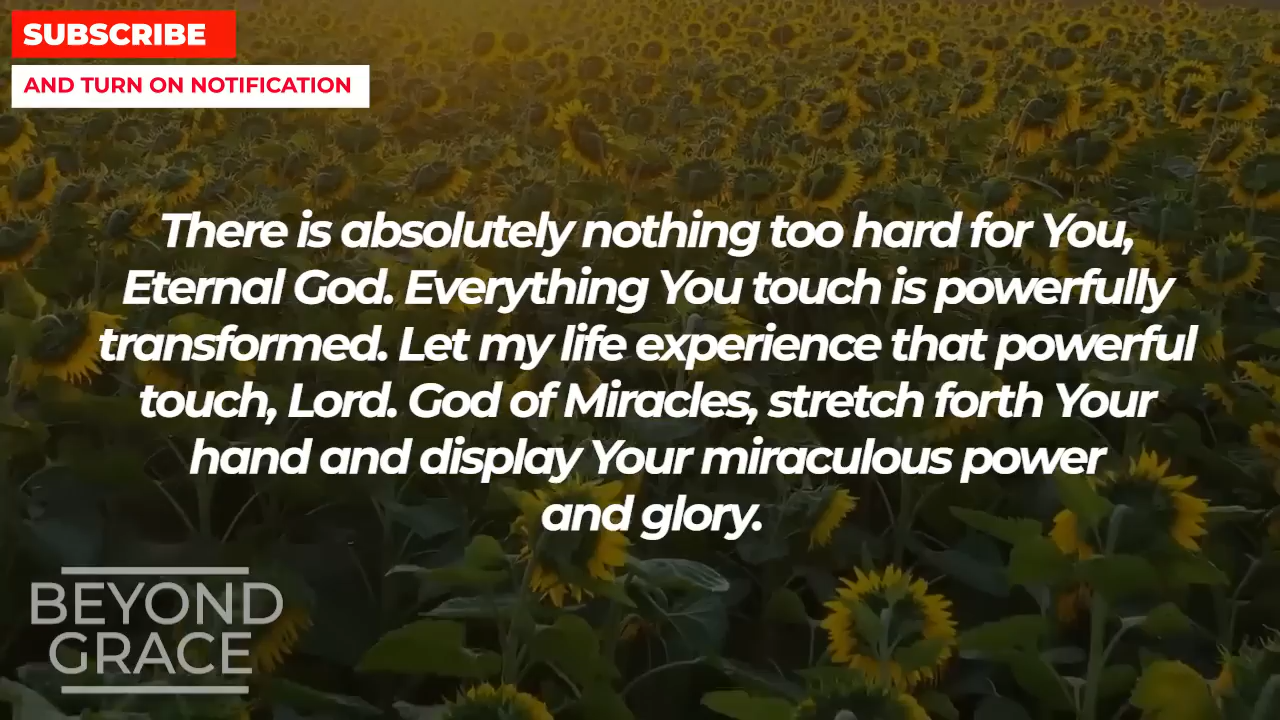 SUBSCRIBE
AND TURN ON NOTIFICATION
There is absolutely nothing too hard for You,
Eternal God. Everything You touch is powerfully
transformed. Let my life experience that powerful
touch, Lord. God of Miracles, stretch forth Your
hand and display Your miraculous power
and glory.
BEYOND
GRACE